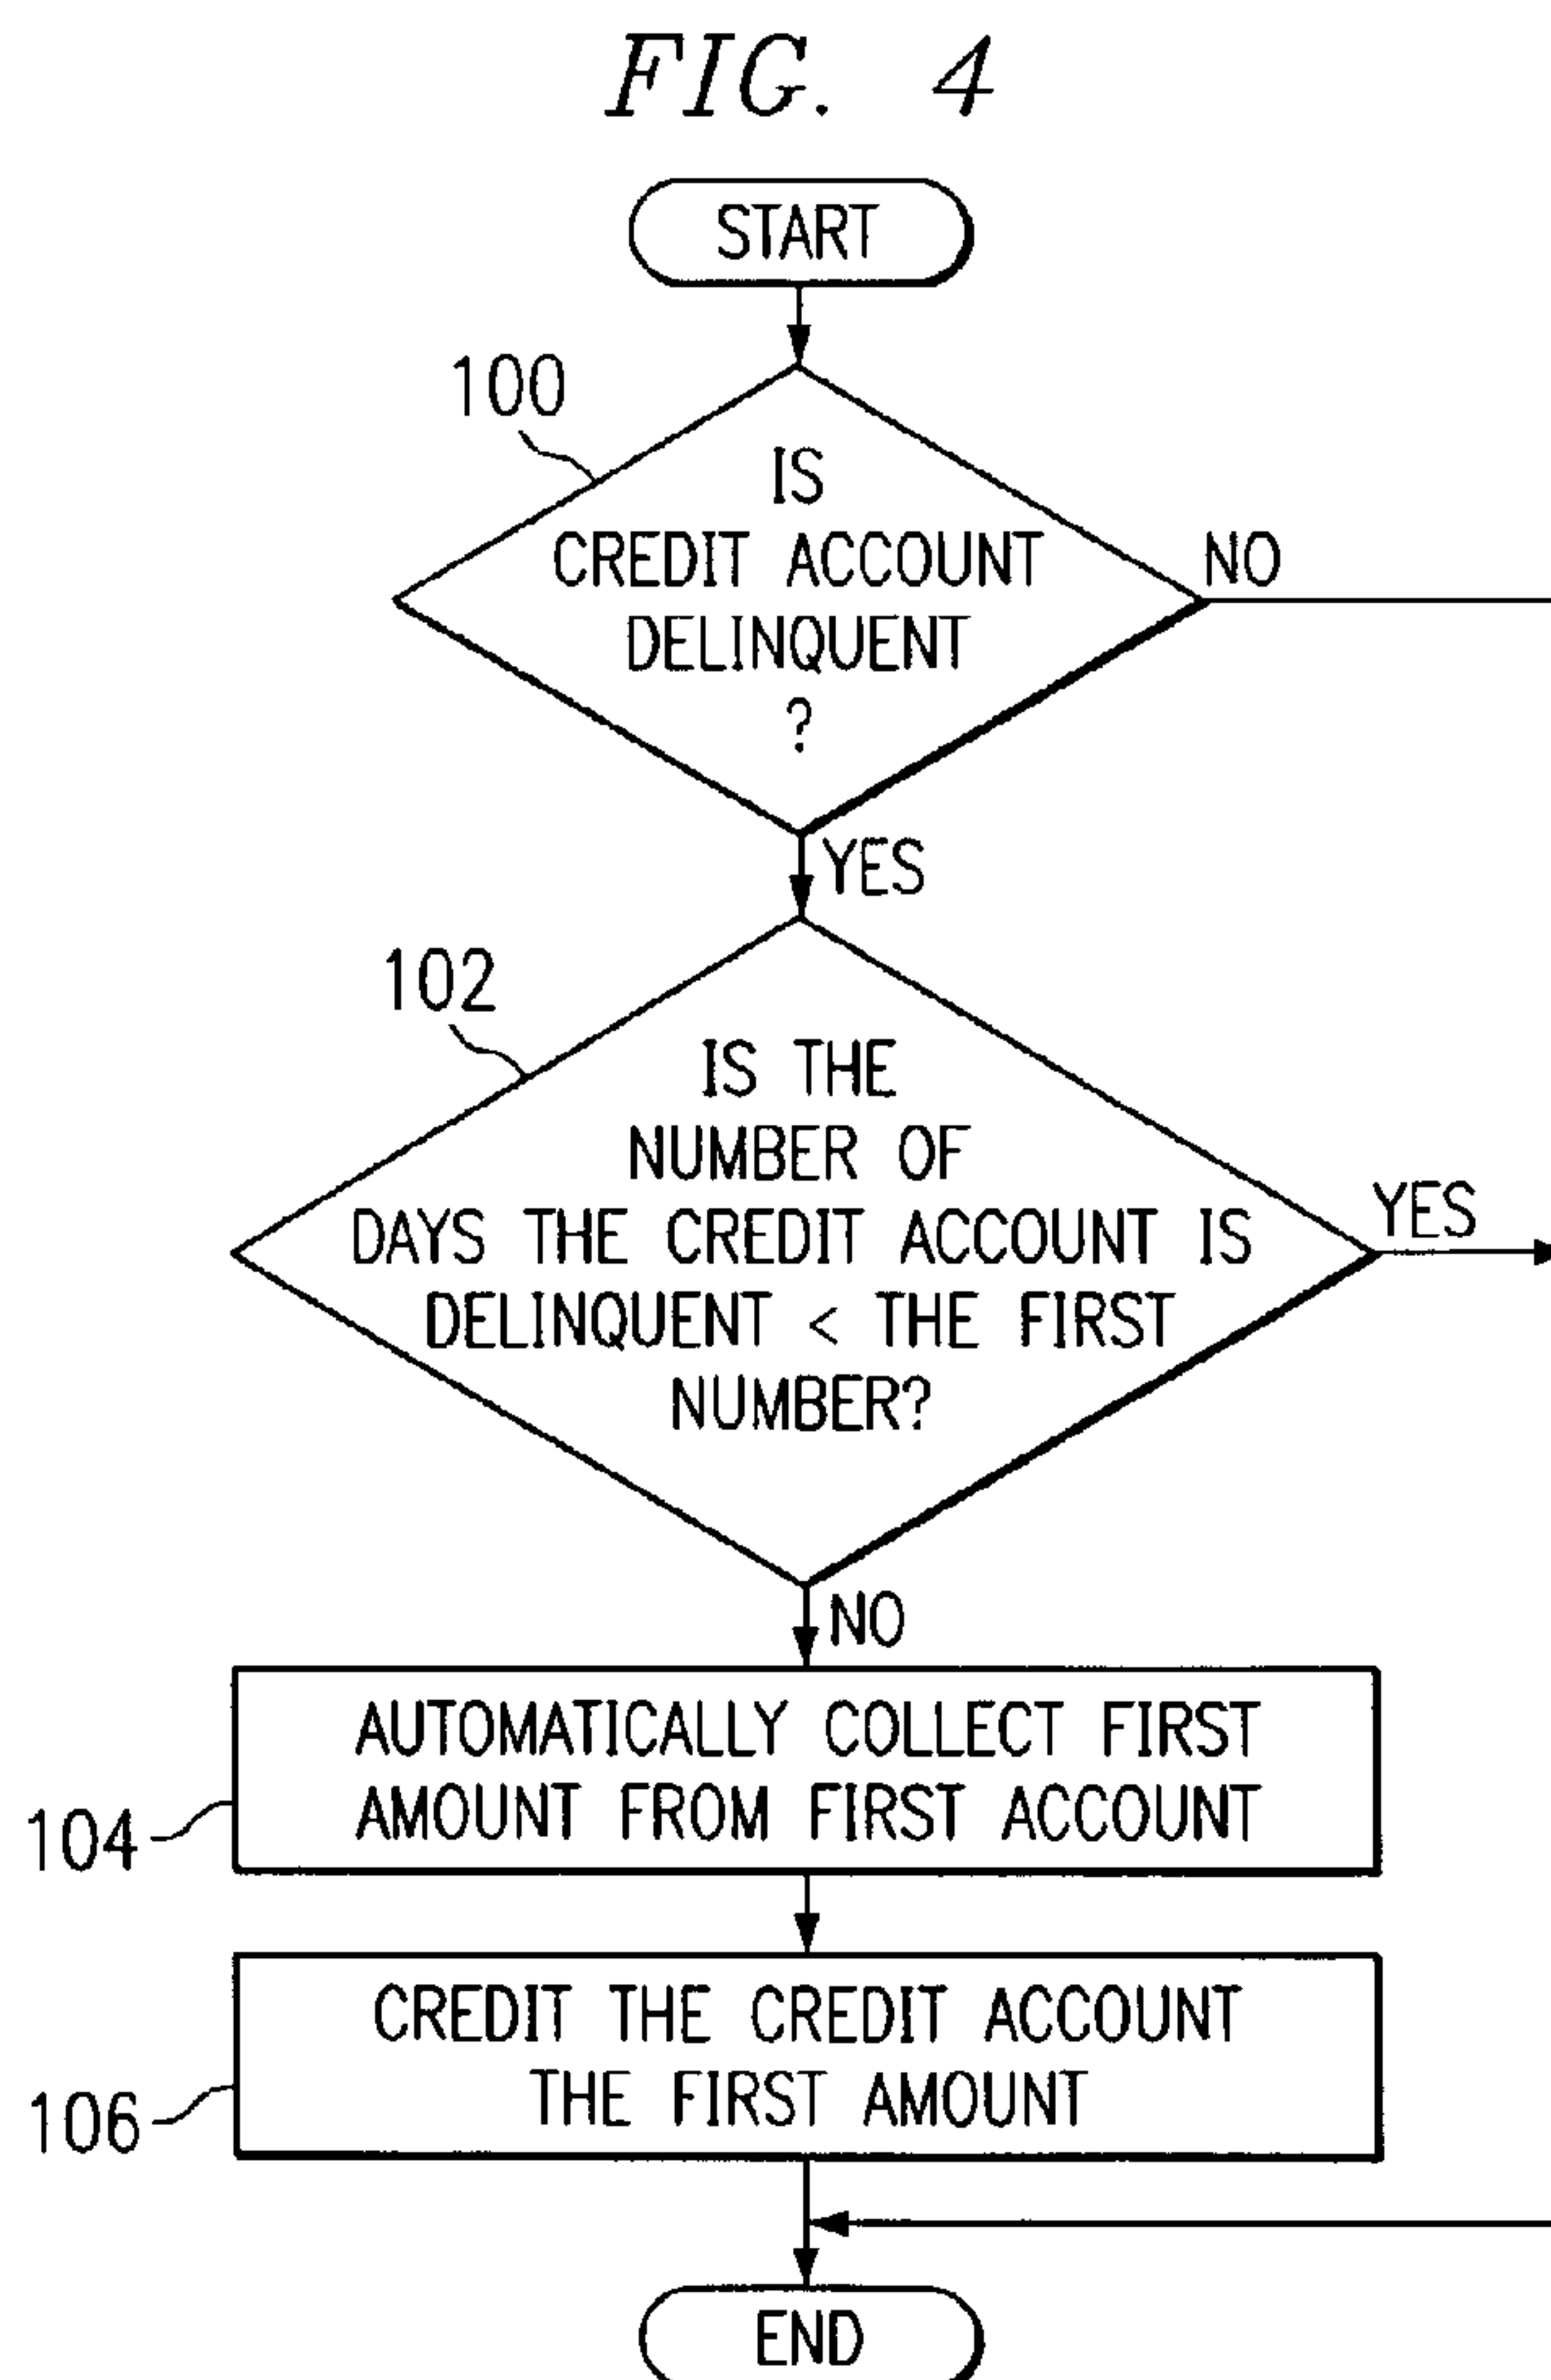 FIG. 4
START
100
IS
CREDIT ACCOUNT
DELINQUENT
?
NO
YES
102
IS THE
NUMBER OF
DAYS THE CREDIT ACCOUNT IS
DELINQUENT < THE FIRST
NUMBER?
YES
NO
AUTOMATICALLY COLLECT FIRST
AMOUNT FROM FIRST ACCOUNT
104
CREDIT THE CREDIT ACCOUNT
THE FIRST AMOUNT
106
END